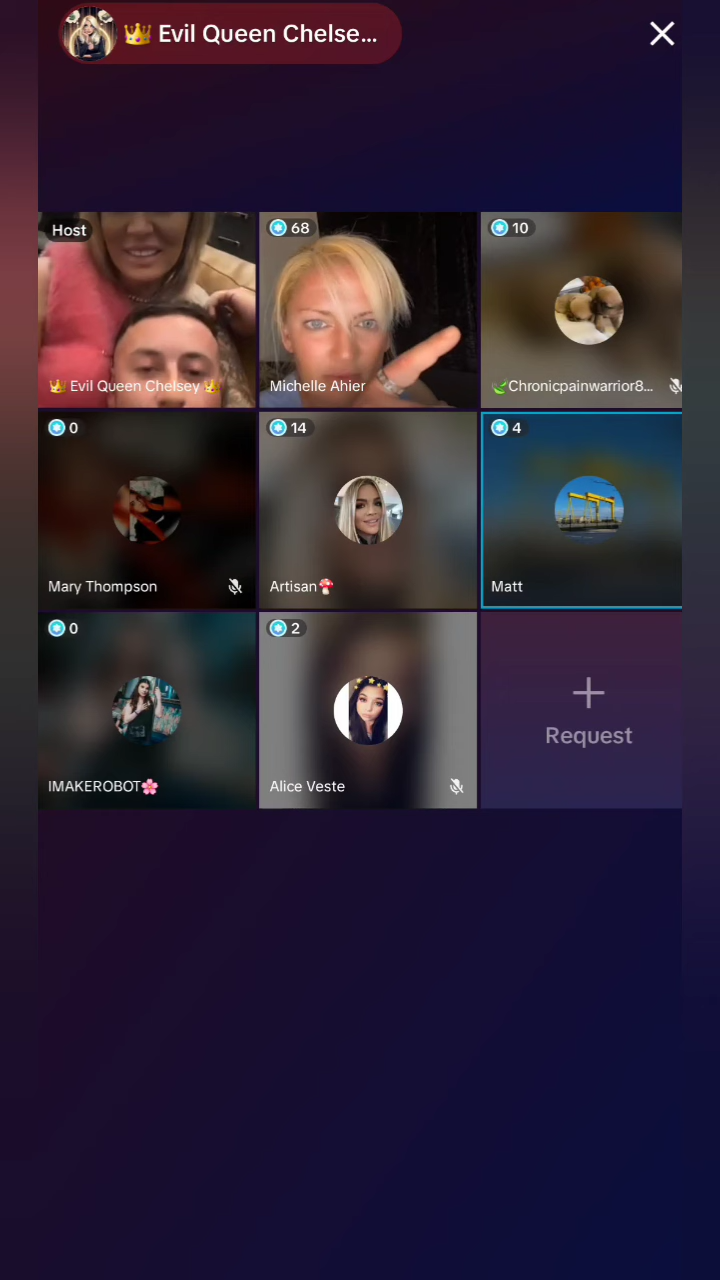 👑 Evil Queen Chelse...
Host
68
10
👑 Evil Queen Chelsey 👑
Michelle Ahier
🌿Chronicpainwarrior8...
0
14
4
Mary Thompson
Artisan🍄
Matt
0
2
IMAKEROBOT🌸
Alice Veste
Request